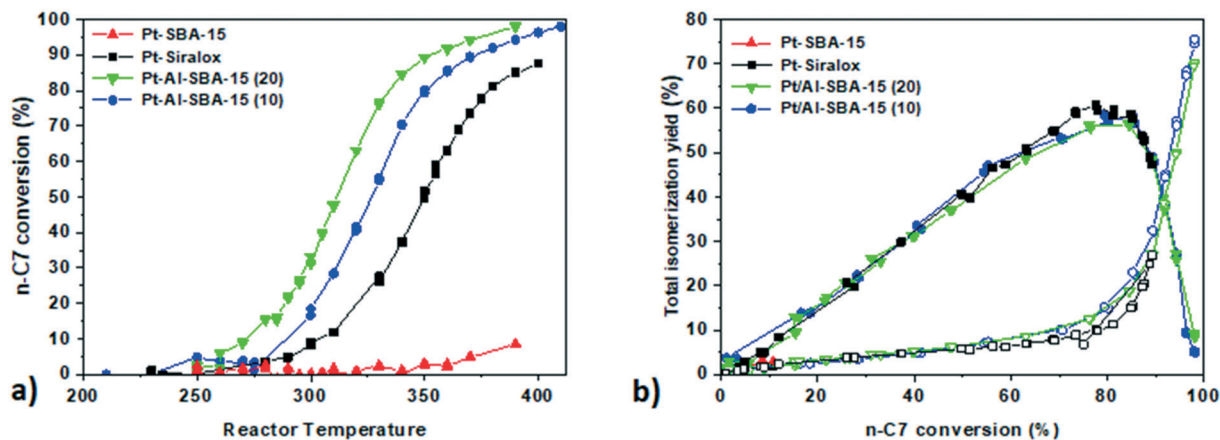 100
90
80
70
60
50
40
30
20
10
0
n-C7 conversion (%)
Pt-SBA-15
Pt-Siralox
Pt-Al-SBA-15 (20)
Pt-Al-SBA-15 (10)
200 250 300 350 400
Reactor Temperature
a)
80
70
60
50
40
30
20
10
0
Total isomerization yield (%)
Pt-SBA-15
Pt-Siralox
Pt/Al-SBA-15 (20)
Pt/Al-SBA-15 (10)
0 20 40 60 80 100
n-C7 conversion (%)
b)